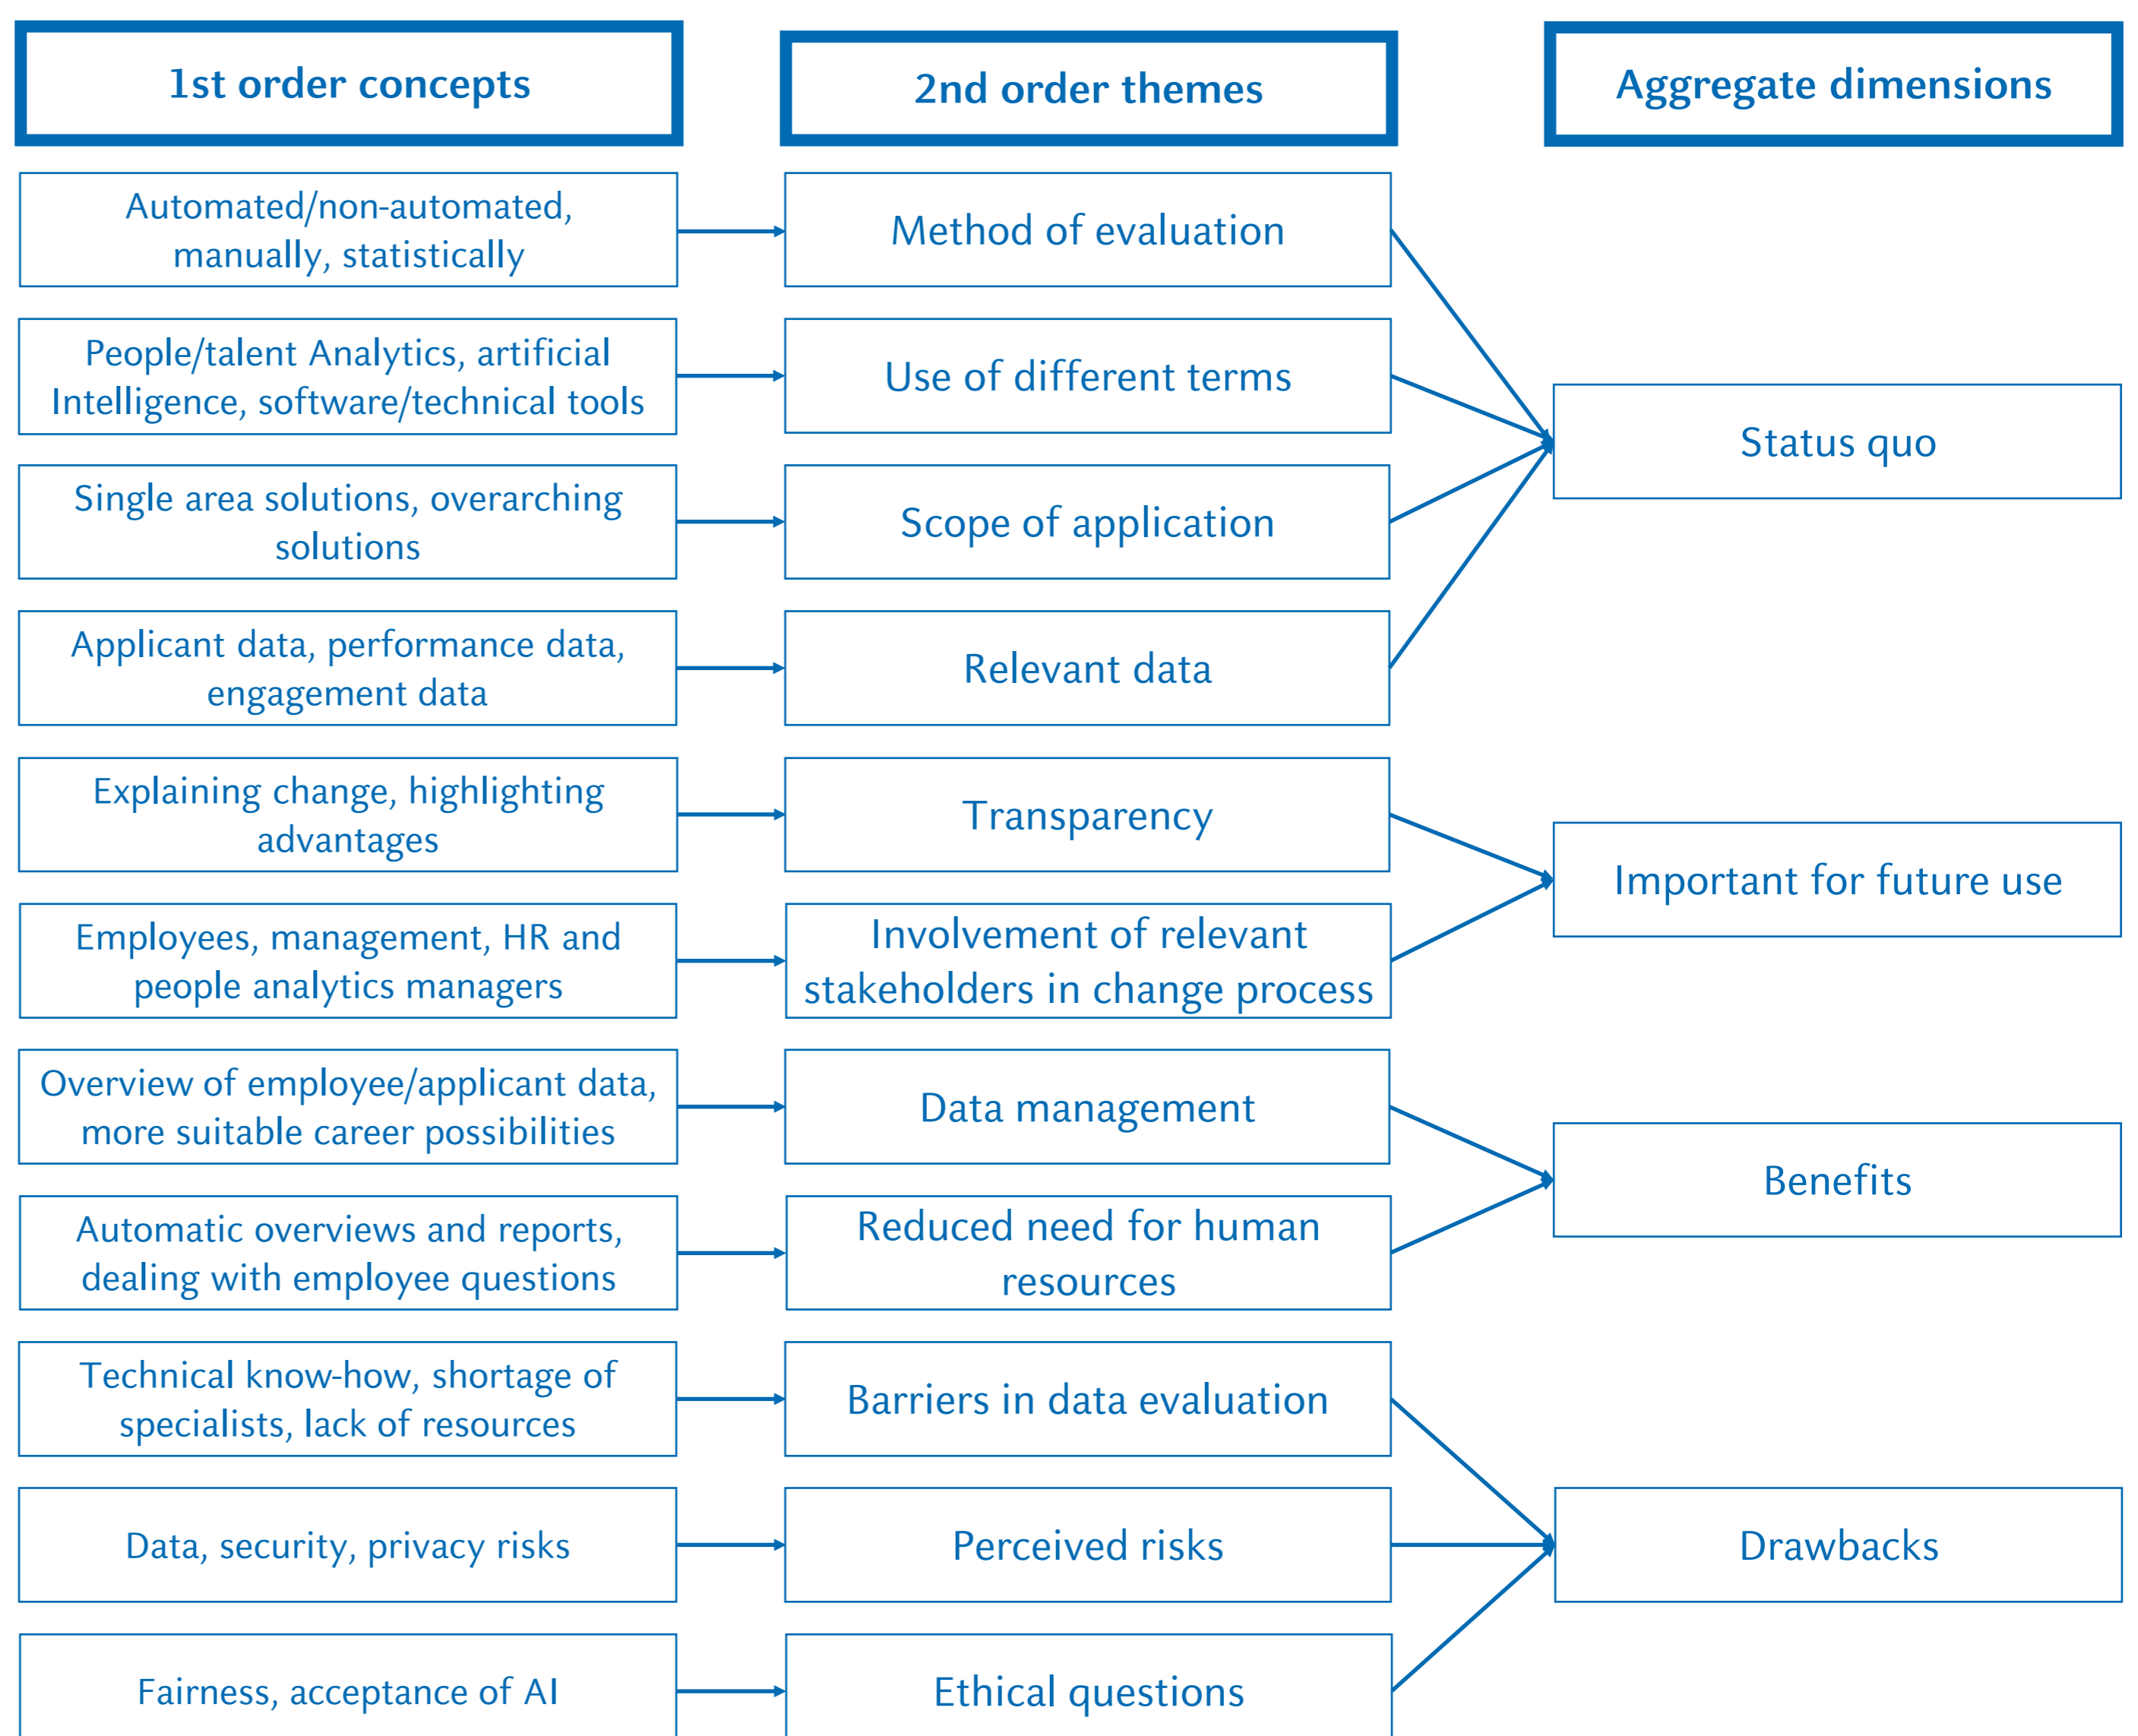 1st order concepts
2nd order themes
Aggregate dimensions
Automated/non-automated,
manually, statistically
Method of evaluation
People/talent Analytics, artificial
Intelligence, software/technical tools
Use of different terms
Status quo
Single area solutions, overarching
solutions
Scope of application
Applicant data, performance data,
engagement data
Relevant data
Explaining change, highlighting
advantages
Transparency
Important for future use
Employees, management, HR and
people analytics managers
Involvement of relevant
stakeholders in change process
Overview of employee/applicant data,
more suitable career possibilities
Data management
Benefits
Automatic overviews and reports,
dealing with employee questions
Reduced need for human
resources
Technical know-how, shortage of
specialists, lack of resources
Barriers in data evaluation
Data, security, privacy risks
Perceived risks
Drawbacks
Fairness, acceptance of AI
Ethical questions